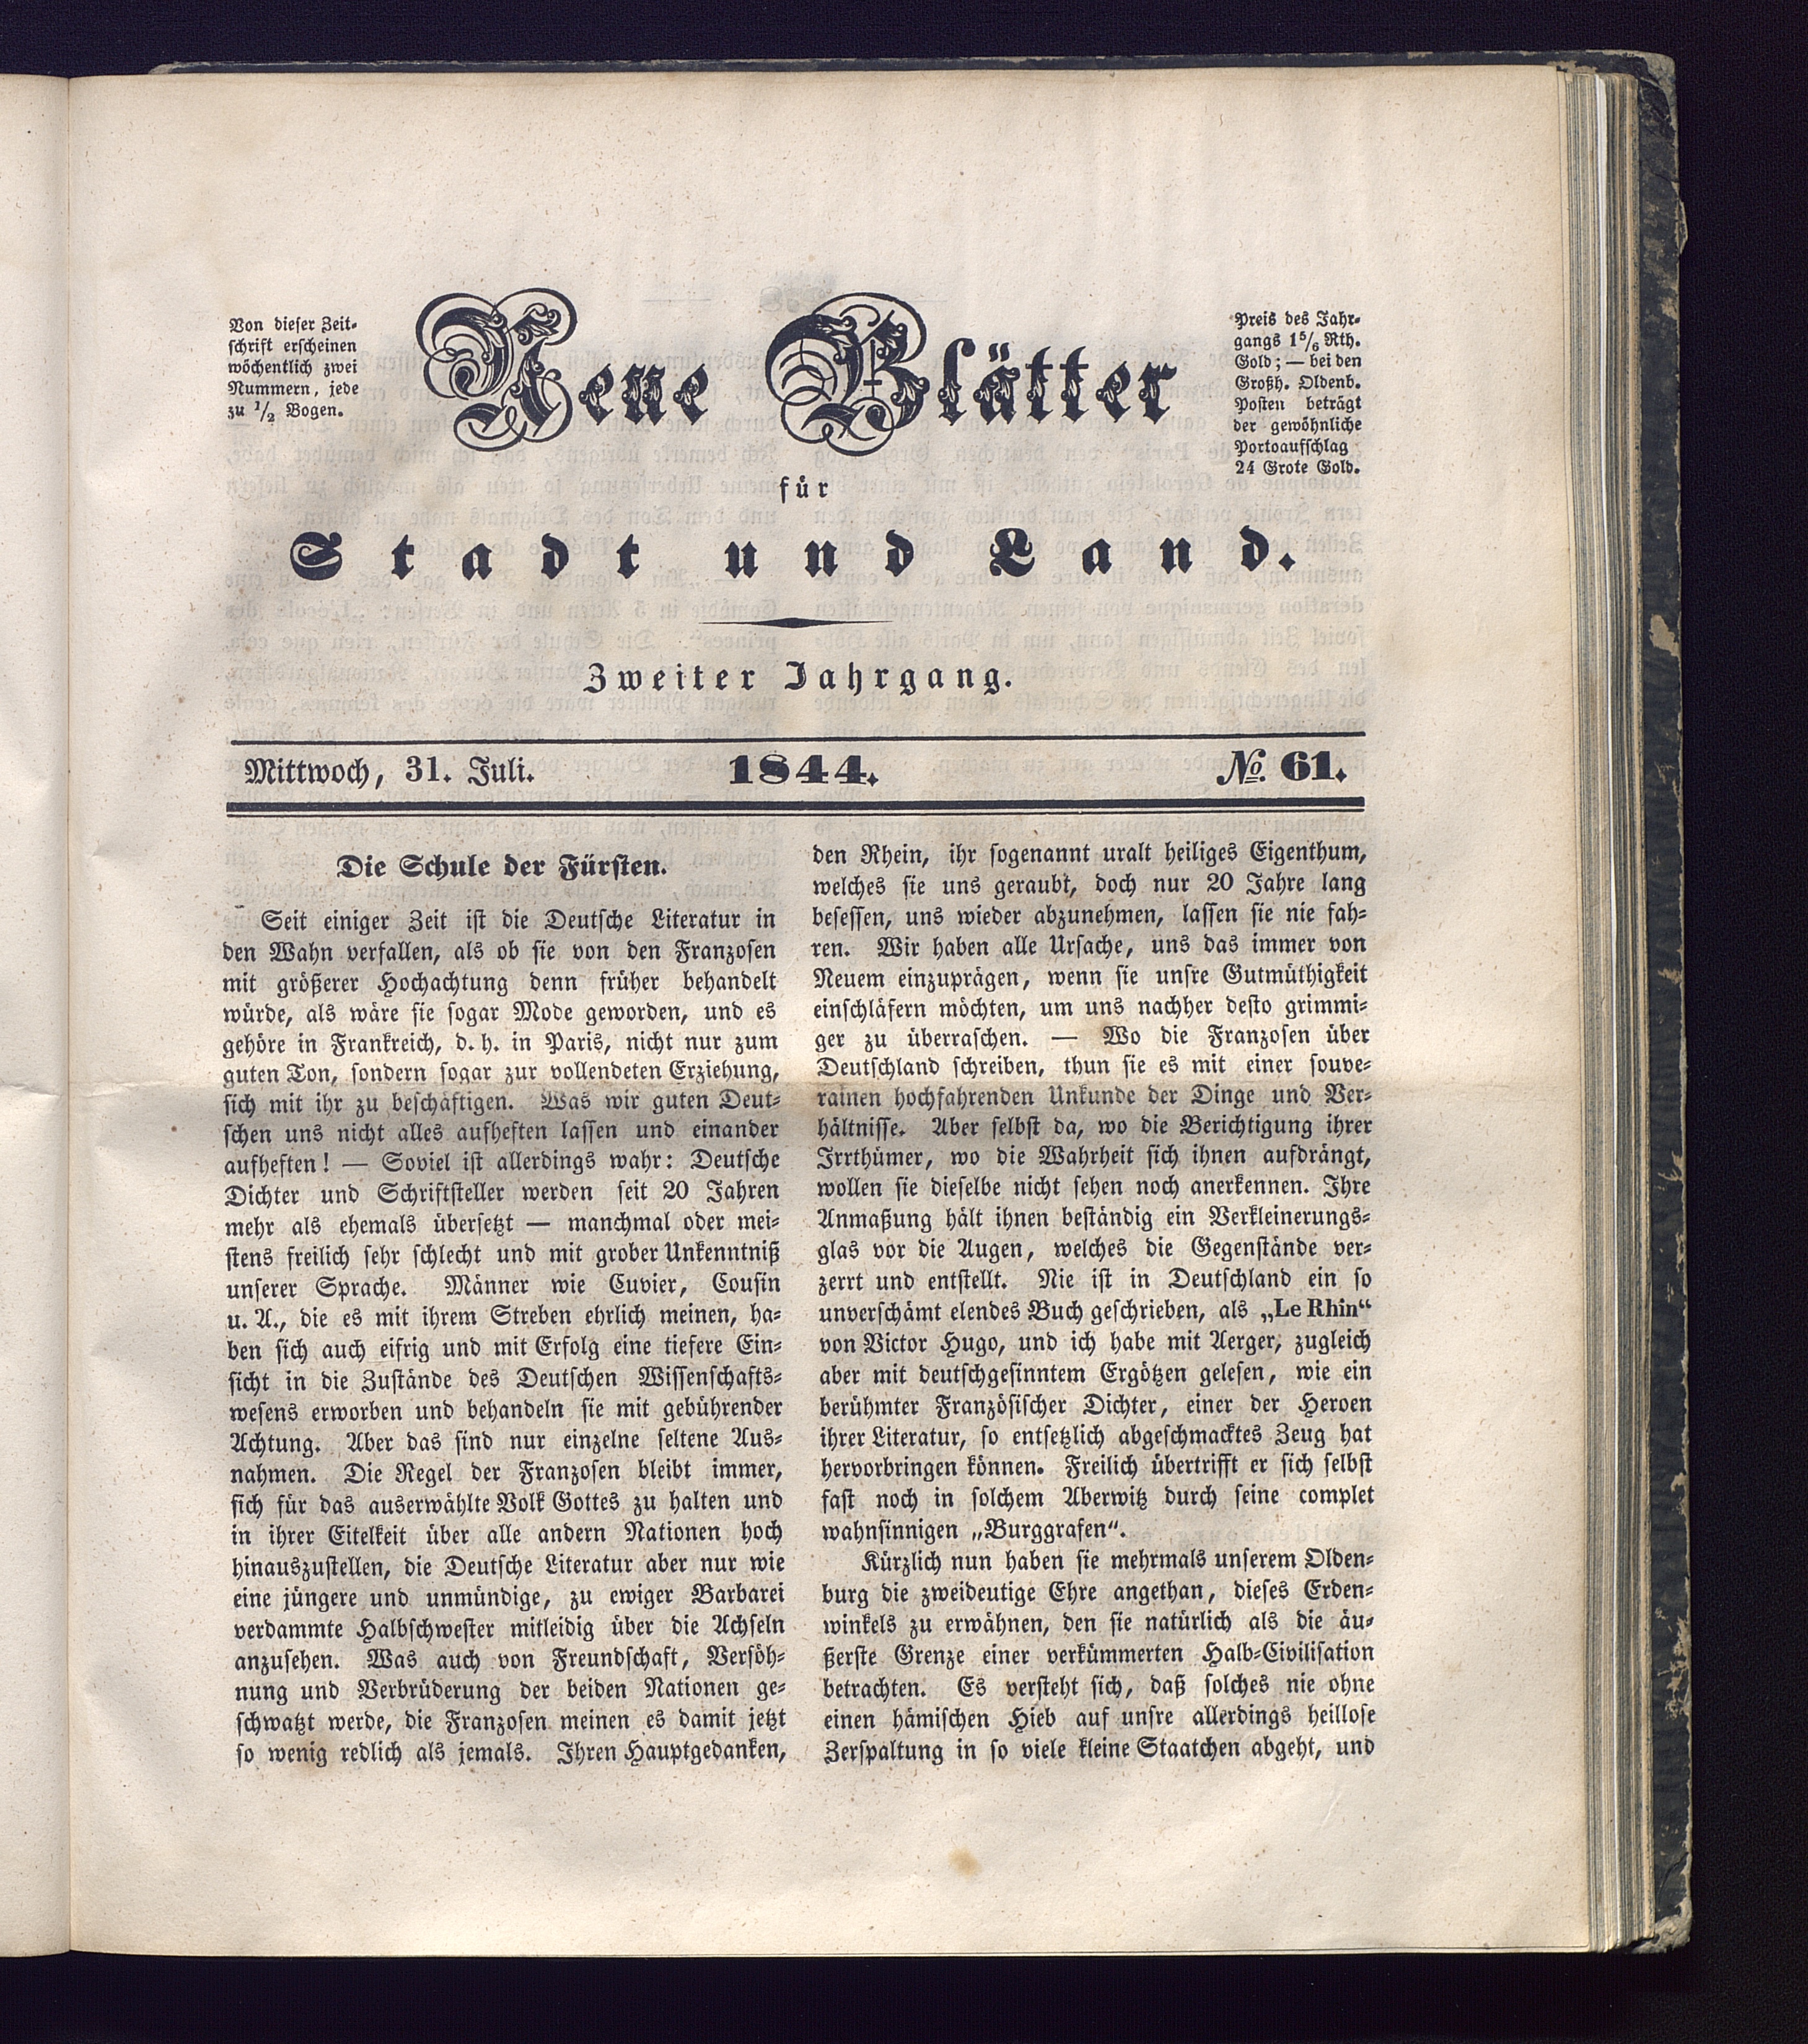 Von dieser Zeit-
schrift erscheinen
wöchentlich zwei
Nummern, jede
zu 1/2 Bogen.
Neue Blätter
Preis des Jahr-
gangs 1 5/6 Rth.
Gold; — bei den
Großh. Oldenb.
Posten beträgt
der gewöhnliche
Portoaufschlag
24 Grote Gold.
für
Stadt und Land.
Zweiter Jahrgang.
Mittwoch, 31. Juli. 1844. No. 61.
Die Schule der Fürsten.
Seit einiger Zeit ist die Deutsche Literatur in
den Wahn verfallen, als ob sie von den Franzosen
mit größerer Hochachtung denn früher behandelt
würde, als wäre sie sogar Mode geworden, und es
gehöre in Frankreich, d. h. in Paris, nicht nur zum
guten Ton, sondern sogar zur vollendeten Erziehung,
sich mit ihr zu beschäftigen. Was wir guten Deut-
schen uns nicht alles aufheften lassen und einander
aufheften! — Soviel ist allerdings wahr: Deutsche
Dichter und Schriftsteller werden seit 20 Jahren
mehr als ehemals übersetzt — manchmal oder mei-
stens freilich sehr schlecht und mit grober Unkenntniß
unserer Sprache. Männer wie Cuvier, Cousin
u. A., die es mit ihrem Streben ehrlich meinen, ha-
ben sich auch eifrig und mit Erfolg eine tiefere Ein-
sicht in die Zustände des Deutschen Wissenschafts-
wesens erworben und behandeln sie mit gebührender
Achtung. Aber das sind nur einzelne seltene Aus-
nahmen. Die Regel der Franzosen bleibt immer,
sich für das auserwählte Volk Gottes zu halten und
in ihrer Eitelkeit über alle andern Nationen hoch
hinauszustellen, die Deutsche Literatur aber nur wie
eine jüngere und unmündige, zu ewiger Barbarei
verdammte Halbschwester mitleidig über die Achseln
anzusehen. Was auch von Freundschaft, Versöh-
nung und Verbrüderung der beiden Nationen ge-
schwatzt werde, die Franzosen meinen es damit jetzt
so wenig redlich als jemals. Ihren Hauptgedanken,
den Rhein, ihr sogenannt uralt heiliges Eigenthum,
welches sie uns geraubt, doch nur 20 Jahre lang
besessen, uns wieder abzunehmen, lassen sie nie fah-
ren. Wir haben alle Ursache, uns das immer von
Neuem einzuprägen, wenn sie unsre Gutmüthigkeit
einschläfern möchten, um uns nachher desto grimmi-
ger zu überraschen. — Wo die Franzosen über
Deutschland schreiben, thun sie es mit einer souve-
rainen hochfahrenden Unkunde der Dinge und Ver-
hältnisse. Aber selbst da, wo die Berichtigung ihrer
Irrthümer, wo die Wahrheit sich ihnen aufdrängt,
wollen sie dieselbe nicht sehen noch anerkennen. Ihre
Anmaßung hält ihnen beständig ein Verkleinerungs-
glas vor die Augen, welches die Gegenstände ver-
zerrt und entstellt. Nie ist in Deutschland ein so
unverschämt elendes Buch geschrieben, als „Le Rhin“
von Victor Hugo, und ich habe mit Aerger, zugleich
aber mit deutschgesinntem Ergötzen gelesen, wie ein
berühmter Französischer Dichter, einer der Heroen
ihrer Literatur, so entsetzlich abgeschmacktes Zeug hat
hervorbringen können. Freilich übertrifft er sich selbst
fast noch in solchem Aberwitz durch seine complet
wahnsinnigen „Burggrafen“.
Kürzlich nun haben sie mehrmals unserem Olden-
burg die zweideutige Ehre angethan, dieses Erden-
winkels zu erwähnen, den sie natürlich als die äu-
ßerste Grenze einer verkümmerten Halb-Civilisation
betrachten. Es versteht sich, daß solches nie ohne
einen hämischen Hieb auf unsre allerdings heillose
Zerspaltung in so viele kleine Staatchen abgeht, und